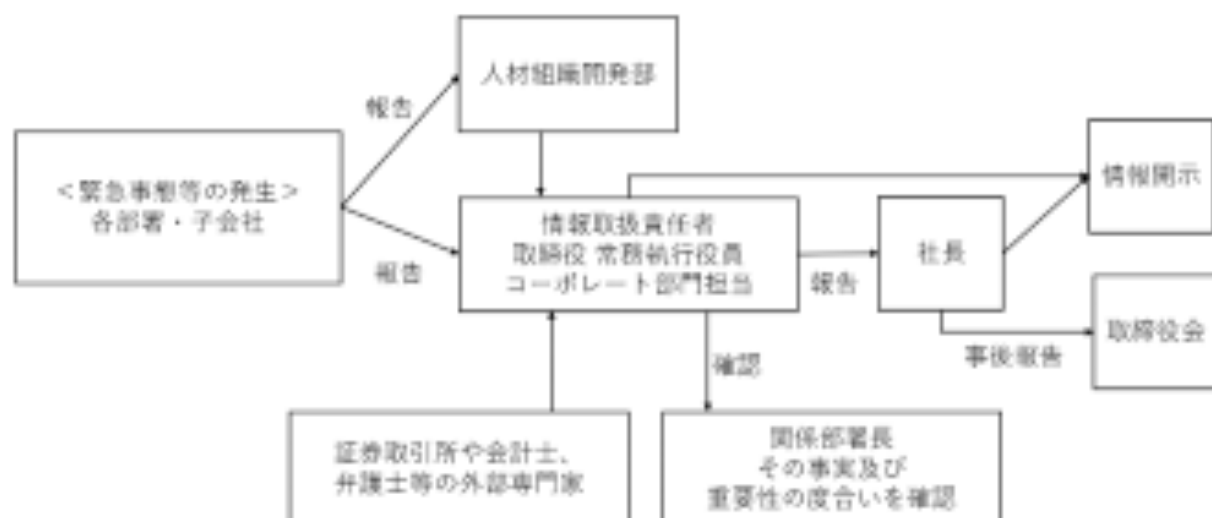 人材組織開発部
報告
＜緊急事態等の発生＞
各部署・子会社
報告
情報取扱責任者
取締役 常務執行役員
コーポレート部門担当
報告
社長
情報開示
取締役会
事後報告
確認
証券取引所や会計士、
弁護士等の外部専門家
関係部署長
その事実及び
重要性の度合いを確認